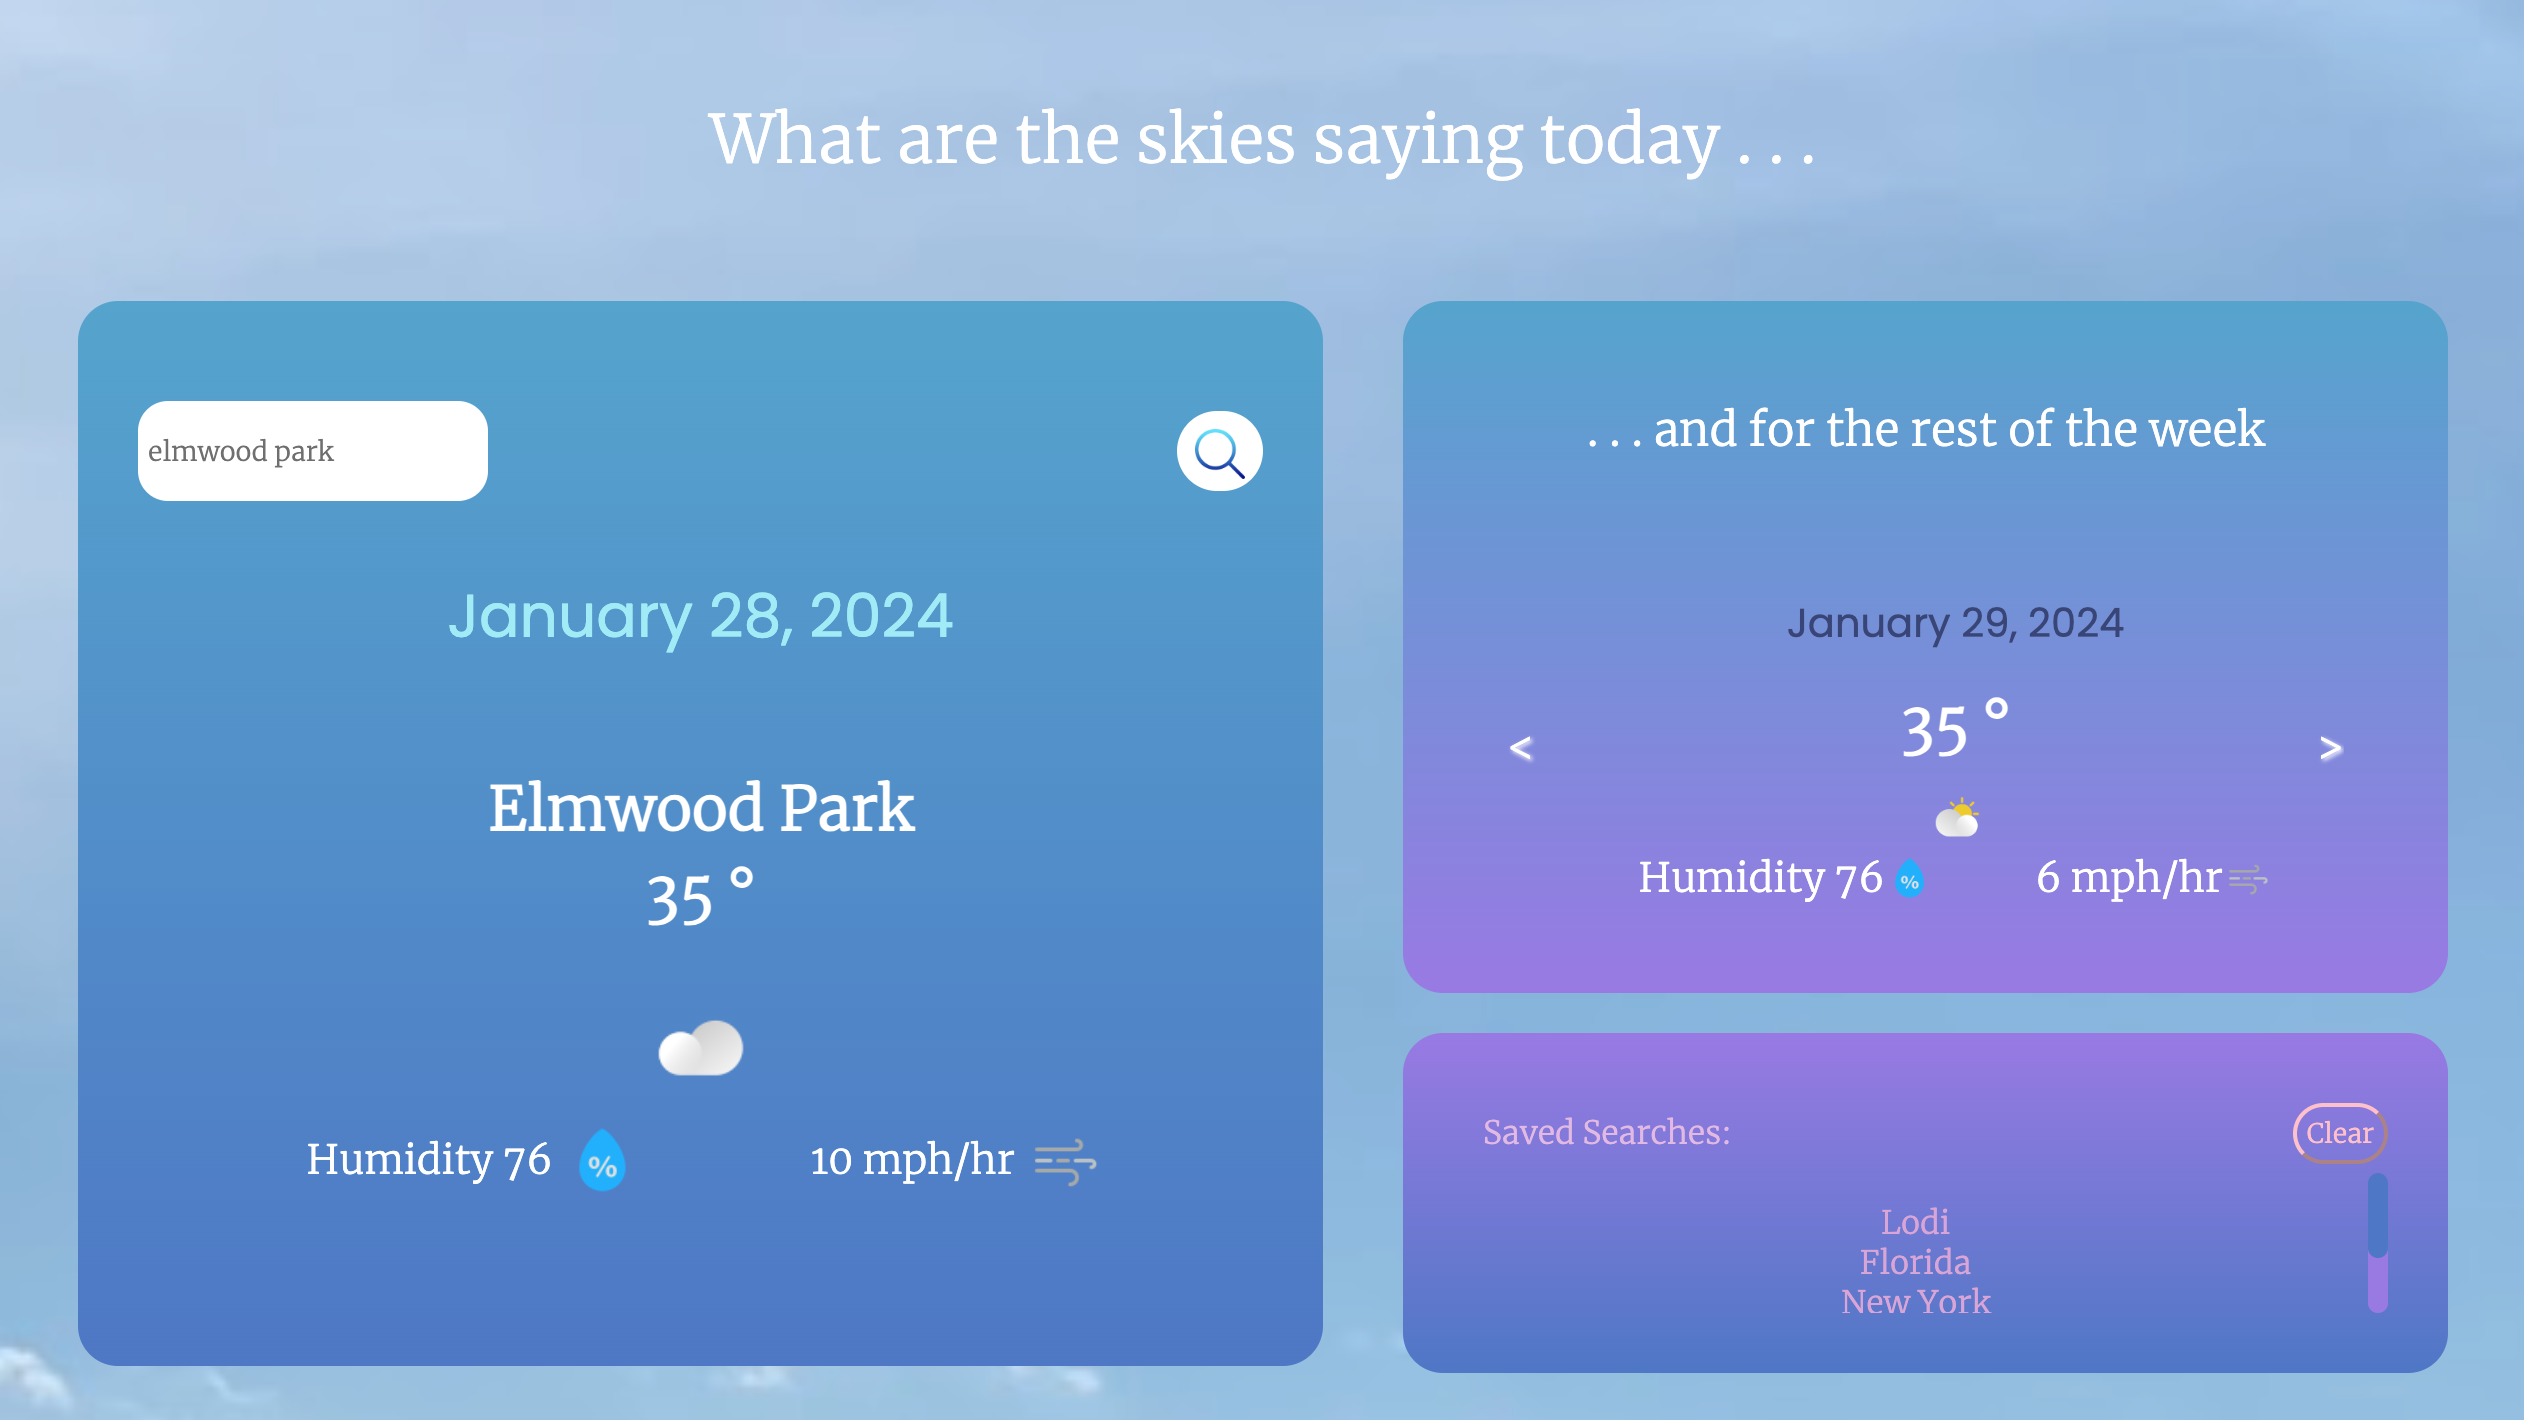 What are the skies saying today . . .
elmwood park
January 28, 2024
Elmwood Park
35 °
Humidity 76 %
10 mph/hr
. . . and for the rest of the week
January 29, 2024
<
35 °
>
Humidity 76 %
6 mph/hr
Saved Searches:
Clear
Lodi
Florida
New York